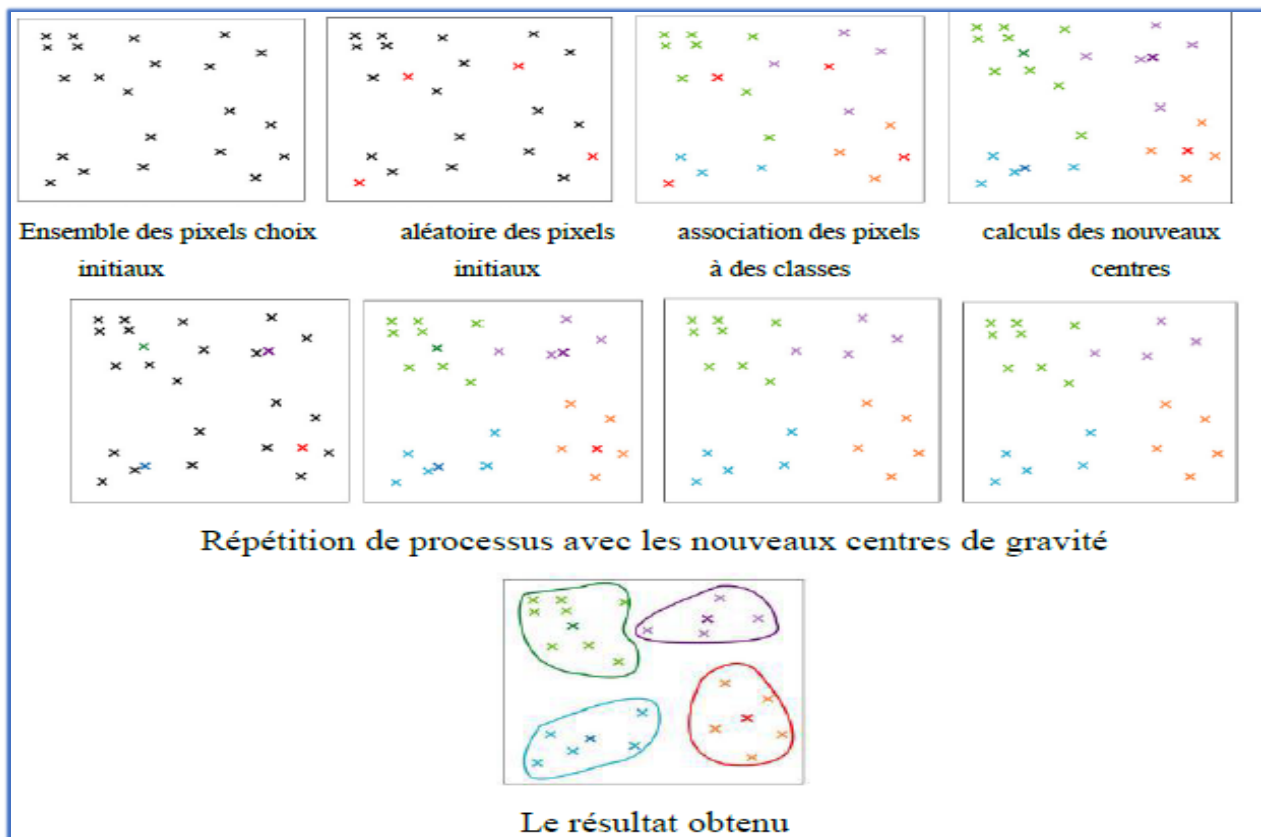 Ensemble des pixels choix
initiaux
aléatoire des pixels
initiaux
association des pixels
à des classes
calculs des nouveaux
centres
Répétition de processus avec les nouveaux centres de gravité
Le résultat obtenu